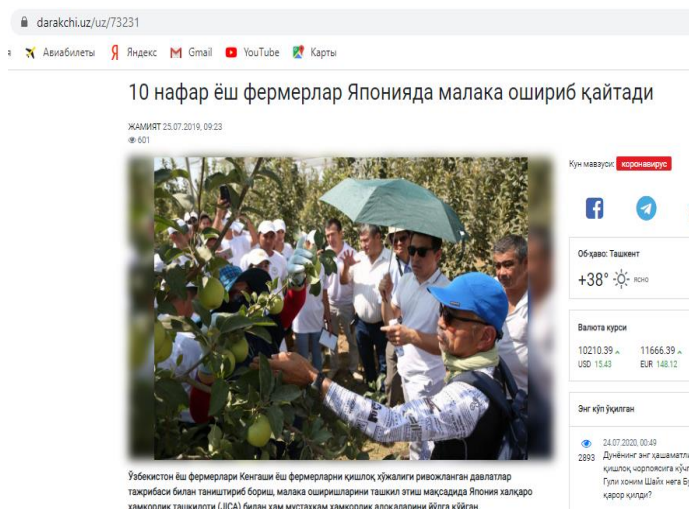 darakchi.uz/uz/73231
Авиабилеты Яндекс Gmail YouTube Карты
10 нафар ёш фермерлар Японияда малака ошириб қайтади
ЖАМИЯТ 25.07.2019, 09:23
601
Кун мавзуси: коронавирус
Об-ҳаво: Ташкент
+38° ясно
Валюта курси
10210.39 11666.39
USD 15.43 EUR 148.12
Энг кўп ўқилган
24.07.2020, 00:49
2893 Дунёнинг энг ҳашаматли
қишлоқ чорпоясига
Гули хоним Шайх нега
қарор қилди?
Ўзбекистон ёш фермерлари Кенгаши ёш фермерларни қишлоқ хўжалиги ривожланган давлатлар
тажрибаси билан таништириб бориш, малака оширишларини ташкил этиш мақсадида Япония халқаро
ҳамкорлик ташкилоти (JICA) билан ҳам мустаҳкам ҳамкорлик алоқаларини йўлга қўйган.